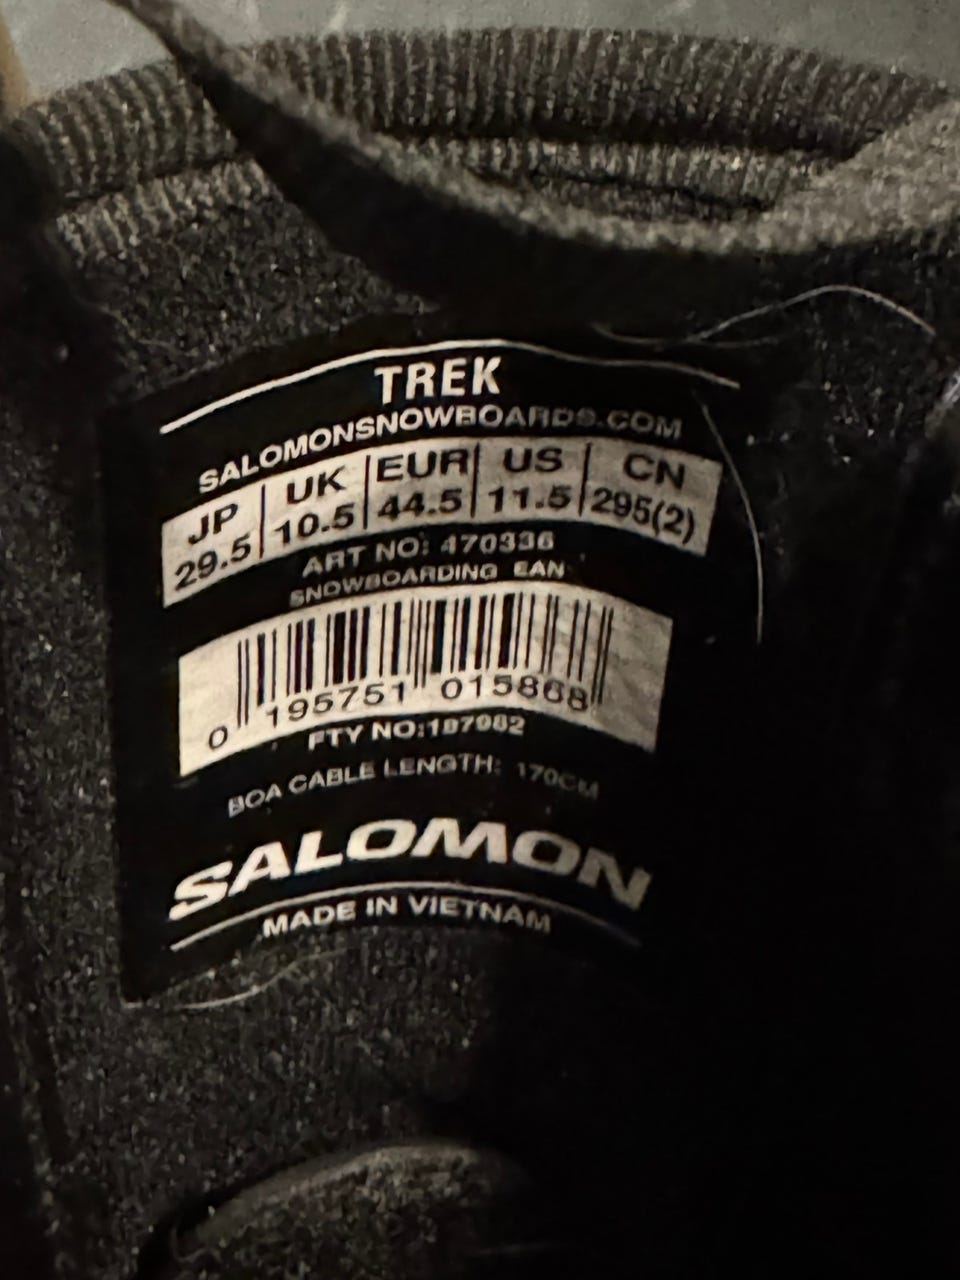 TREK
SALOMONSNOWBOARDS.COM
JP UK EUR US CN
29.5 10.5 44.5 11.5 295(2)
ART NO: 470336
SNOWBOARDING EAN
0 195751 015868
FTY NO:187982
BOA CABLE LENGTH: 170CM
SALOMON
MADE IN VIETNAM